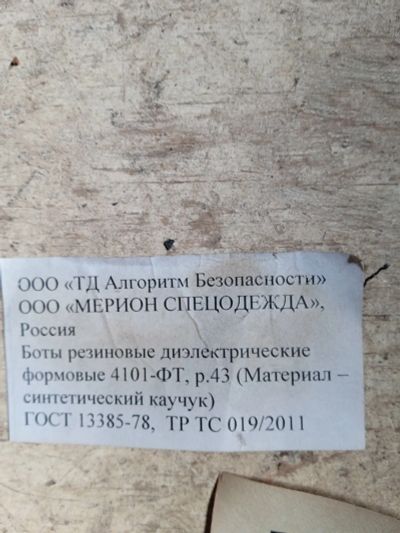 ООО «ТД Алгоритм Безопасности»
ООО «МЕРИОН СПЕЦОДЕЖДА»,
Россия
Боты резиновые диэлектрические
формовые 4101-ФТ, р.43 (Материал –
синтетический каучук)
ГОСТ 13385-78, ТР ТС 019/2011